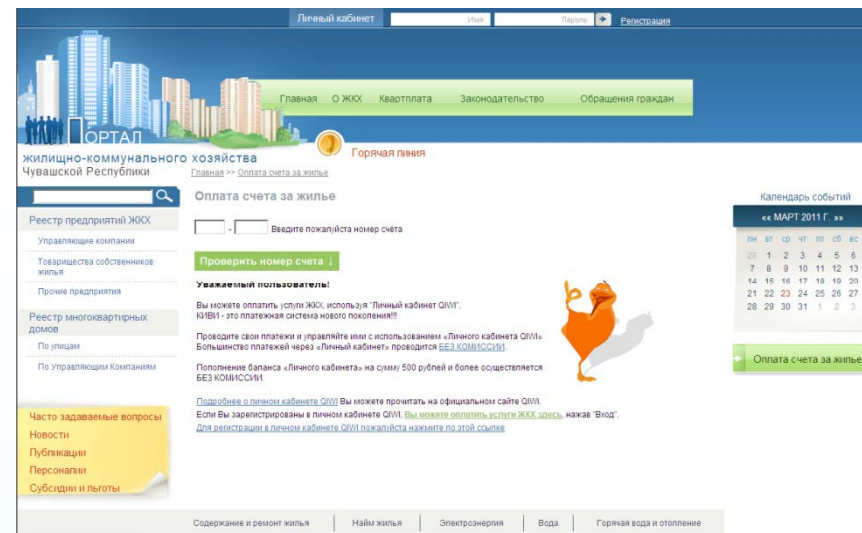 Личный кабинет Имя Пароль Регистрация
Главная О ЖКХ Квартплата Законодательство Обращения граждан
ПОРТАЛ
жилищно-коммунального хозяйства
Чувашской Республики
Горячая линия
Главная >> Оплата счета за жилье
Реестр предприятий ЖКХ
Управляющие компании
Товарищества собственников
жилья
Прочие предприятия
Реестр многоквартирных
домов
По улицам
По Управляющим Компаниям
Часто задаваемые вопросы
Новости
Публикации
Персоналии
Субсидии и льготы
Оплата счета за жилье
- Введите пожалуйста номер счёта
Проверить номер счета ↓
Уважаемый пользователь!
Вы можете оплатить услуги ЖКХ, используя "Личный кабинет QIWI".
КИВИ - это платежная система нового поколения!!!
Проводите свои платежи и управляйте ими с использованием «Личного кабинета QIWI»
Большинство платежей через «Личный кабинет» проводится БЕЗ КОМИССИИ.
Пополнение баланса «Личного кабинета» на сумму 500 рублей и более осуществляется
БЕЗ КОМИССИИ.
Подробнее о личном кабинете QIWI Вы можете прочитать на официальном сайте QIWI.
Если Вы зарегистрированы в личном кабинете QIWI, Вы можете оплатить услуги ЖКХ здесь, нажав "Вход".
Для регистрации в личном кабинете QIWI пожалуйста нажмите по этой ссылке
Календарь событий
«« МАРТ 2011 Г. »»
пн вт ср чт пт сб вс
28 1 2 3 4 5 6
7 8 9 10 11 12 13
14 15 16 17 18 19 20
21 22 23 24 25 26 27
28 29 30 31 1 2 3
Оплата счета за жилье
Содержание и ремонт жилья | Найм жилья | Электроэнергия | Вода | Горячая вода и отопление